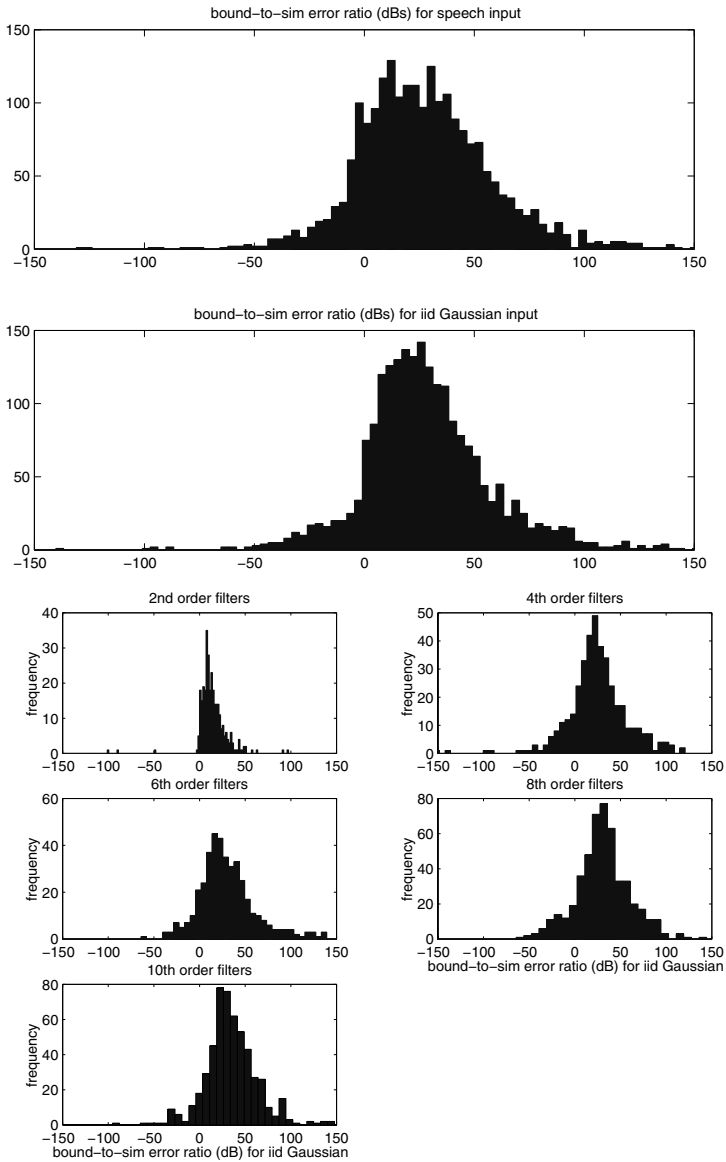 bound−to−sim error ratio (dBs) for speech input
150
100
50
0
−150 −100 −50 0 50 100 150
bound−to−sim error ratio (dBs) for iid Gaussian input
150
100
50
0
−150 −100 −50 0 50 100 150
2nd order filters
frequency
40
30
20
10
0
−150 −100 −50 0 50 100 150
4th order filters
frequency
50
40
30
20
10
0
−150 −100 −50 0 50 100 150
6th order filters
frequency
60
40
20
0
−150 −100 −50 0 50 100 150
8th order filters
frequency
80
60
40
20
0
−150 −100 −50 0 50 100 150
bound−to−sim error ratio (dB) for iid Gaussian
10th order filters
frequency
80
60
40
20
0
−150 −100 −50 0 50 100 150
bound−to−sim error ratio (dB) for iid Gaussian